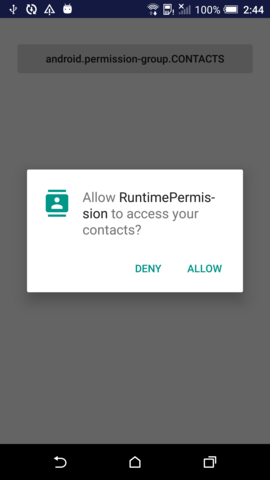 100% 2:44
android.permission-group.CONTACTS
Allow RuntimePermis-
sion to access your
contacts?
DENY ALLOW